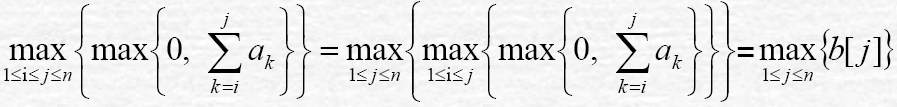 max_{1≤i≤j≤n} { max { 0, ∑_{k=i}^{j} a_k } } = max_{1≤j≤n} { max_{1≤i≤j} { max { 0, ∑_{k=i}^{j} a_k } } } = max_{1≤j≤n} {b[j]}